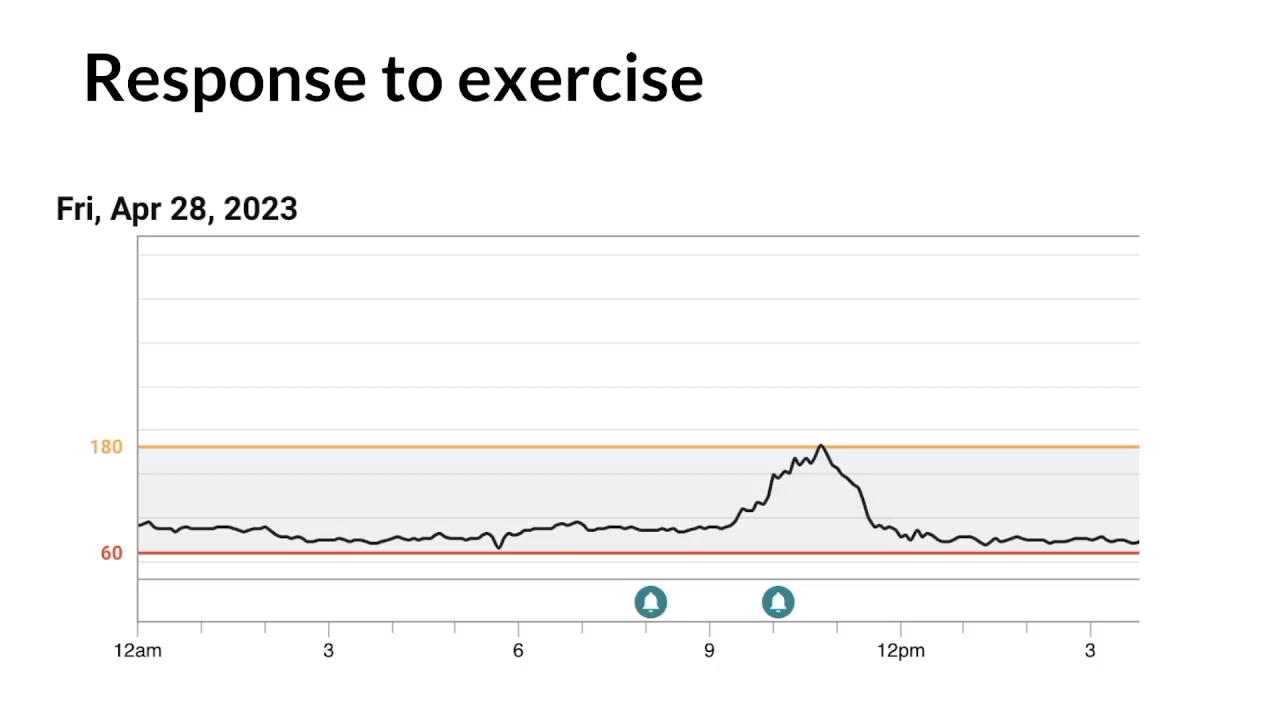 Response to exercise
Fri, Apr 28, 2023
180
60
12am 3 6 9 12pm 3